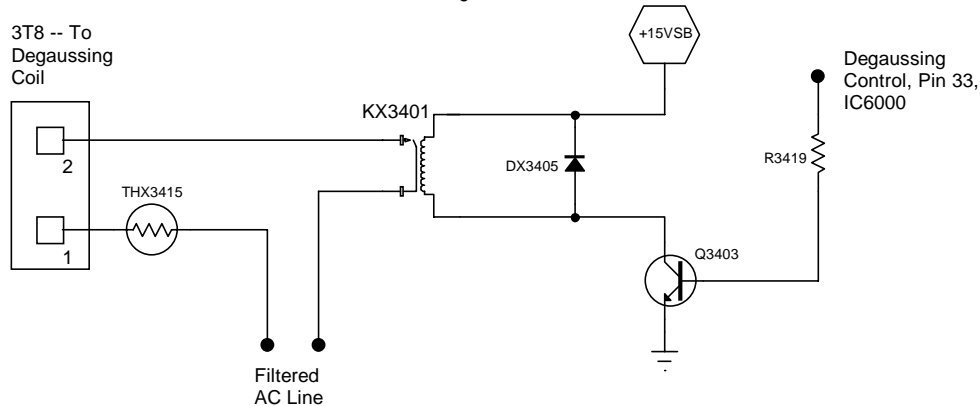 3T8 -- To
Degaussing
Coil
2
1
THX3415
KX3401
DX3405
+15VSB
Degaussing
Control, Pin 33,
IC6000
R3419
Q3403
Filtered
AC Line